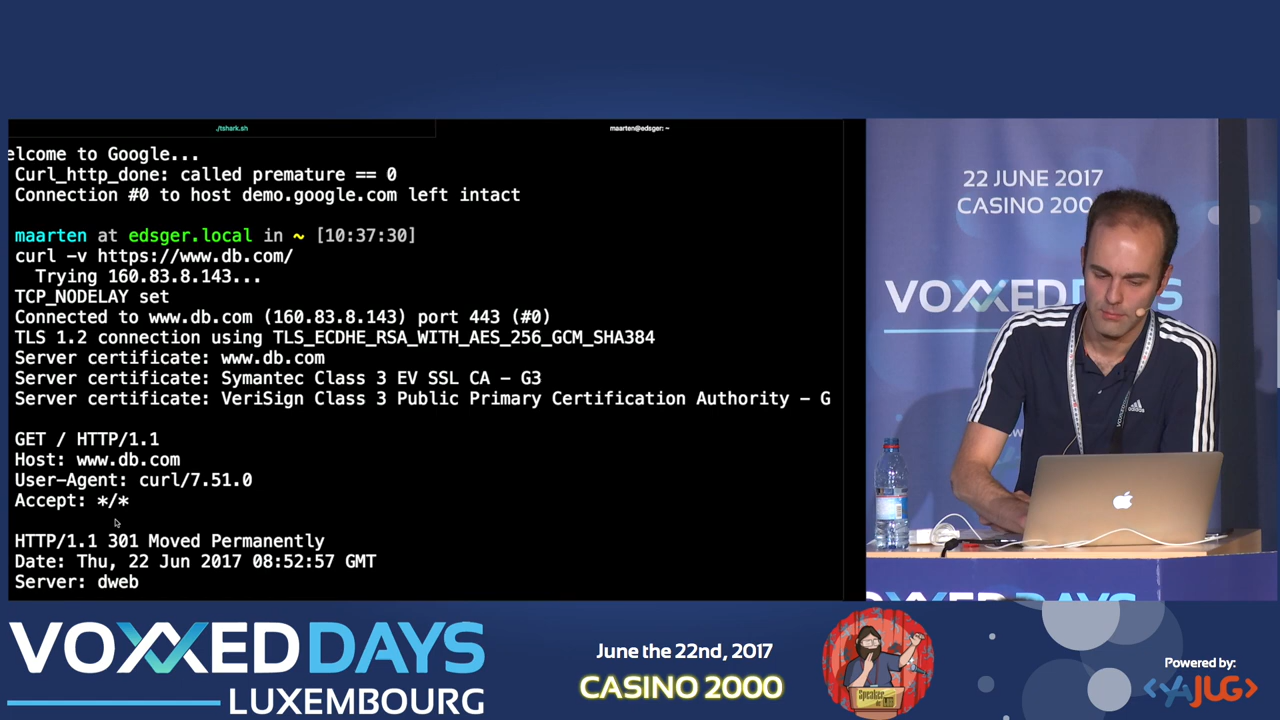 ./tshark.sh
maarten@edsger: ~
elcome to Google...
Curl_http_done: called premature == 0
Connection #0 to host demo.google.com left intact
maarten at edsger.local in ~ [10:37:30]
curl -v https://www.db.com/
Trying 160.83.8.143...
TCP_NODELAY set
Connected to www.db.com (160.83.8.143) port 443 (#0)
TLS 1.2 connection using TLS_ECDHE_RSA_WITH_AES_256_GCM_SHA384
Server certificate: www.db.com
Server certificate: Symantec Class 3 EV SSL CA - G3
Server certificate: VeriSign Class 3 Public Primary Certification Authority - G
GET / HTTP/1.1
Host: www.db.com
User-Agent: curl/7.51.0
Accept: */*
HTTP/1.1 301 Moved Permanently
Date: Thu, 22 Jun 2017 08:52:57 GMT
Server: dweb
22 JUNE 2017
CASINO 200
VOXXED DAYS
adidas
VOXXED DAYS
LUXEMBOURG
June the 22nd, 2017
CASINO 2000
Speaker
Powered by:
YAJUG